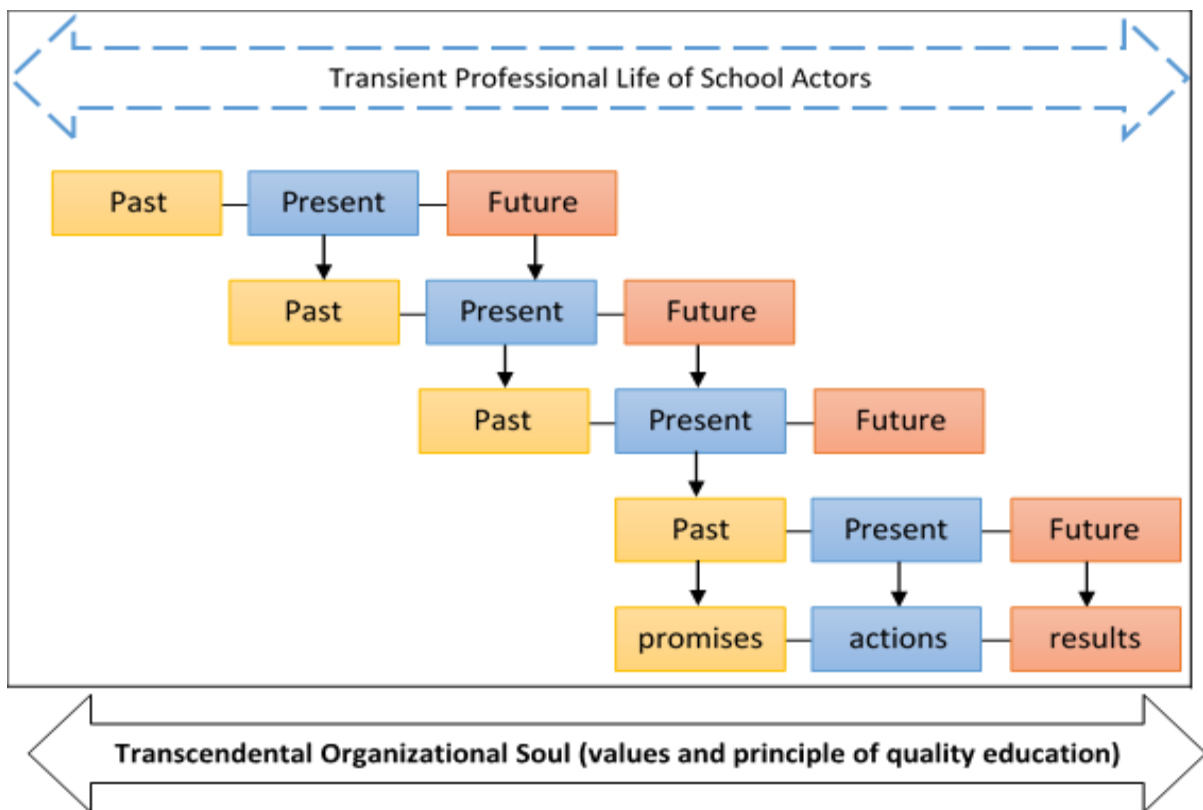 Transient Professional Life of School Actors
Past Present Future
Past Present Future
Past Present Future
Past Present Future
promises actions results
Transcendental Organizational Soul (values and principle of quality education)